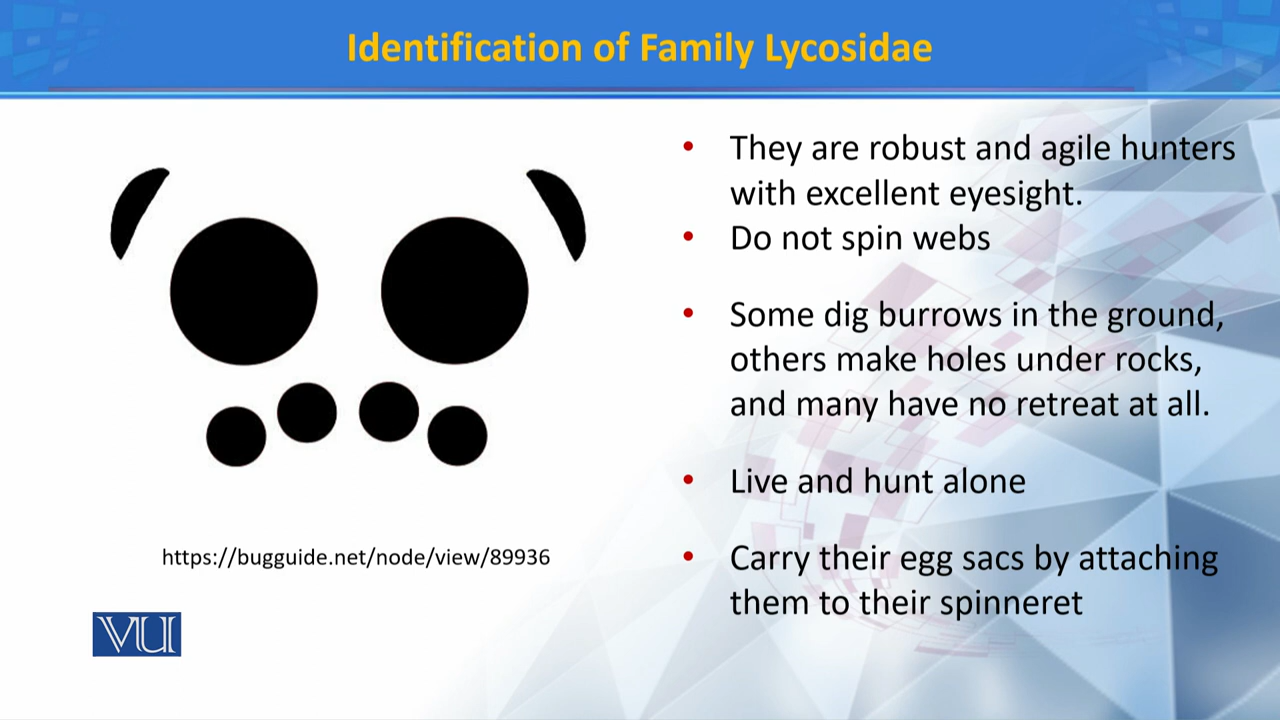 Identification of Family Lycosidae
• They are robust and agile hunters
with excellent eyesight.
• Do not spin webs
• Some dig burrows in the ground,
others make holes under rocks,
and many have no retreat at all.
• Live and hunt alone
• Carry their egg sacs by attaching
them to their spinneret
https://bugguide.net/node/view/89936
VU